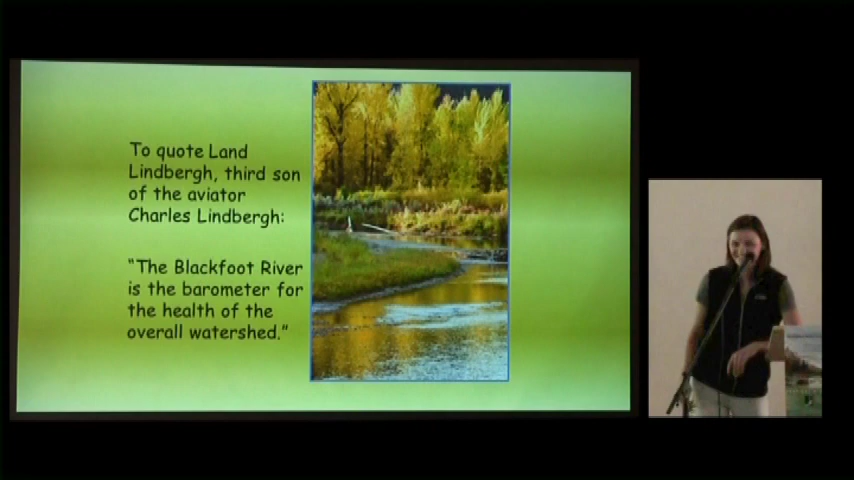 To quote Land
Lindbergh, third son
of the aviator
Charles Lindbergh:
"The Blackfoot River
is the barometer for
the health of the
overall watershed."